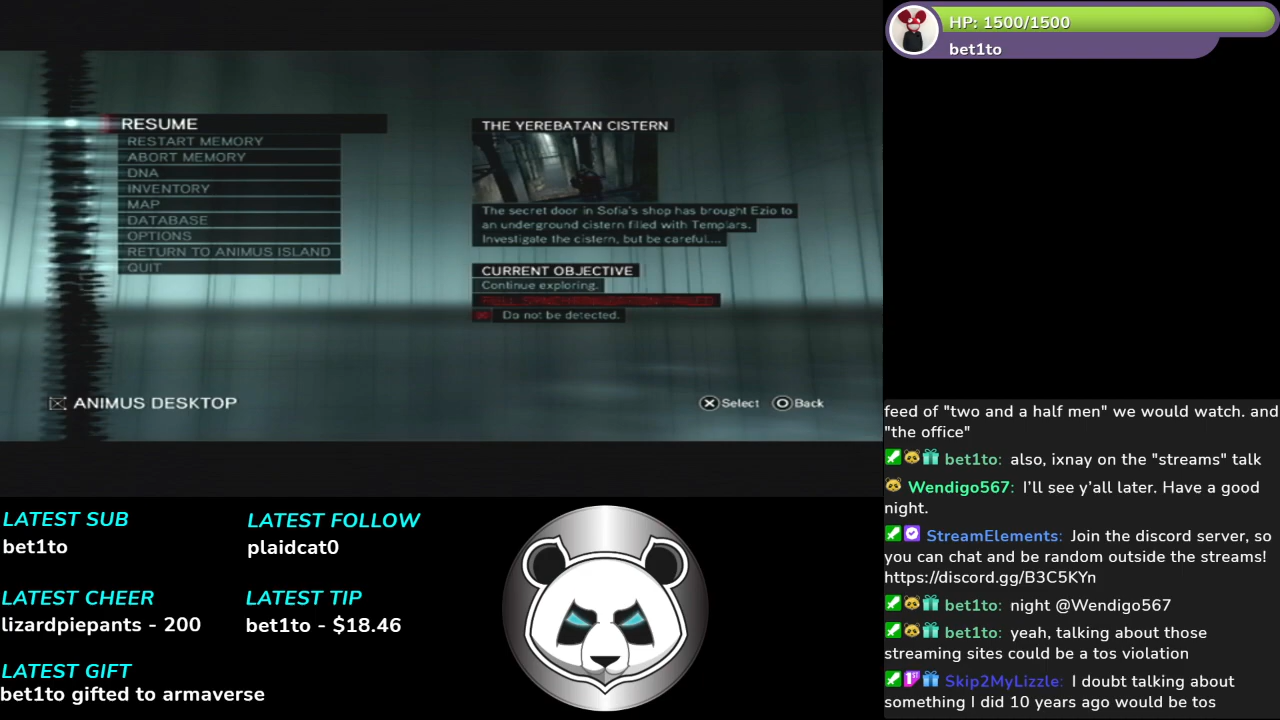 RESUME
RESTART MEMORY
ABORT MEMORY
DNA
INVENTORY
MAP
DATABASE
OPTIONS
RETURN TO ANIMUS ISLAND
QUIT
THE YEREBATAN CISTERN
The secret door in Sofia's shop has brought Ezio to
an underground cistern filled with Templars.
Investigate the cistern, but be careful....
CURRENT OBJECTIVE
Continue exploring.
FULL SYNCHRONIZATION FAILED
Do not be detected.
ANIMUS DESKTOP
Select
Back
HP: 1500/1500
bet1to
feed of "two and a half men" we would watch. and
"the office"
bet1to: also, ixnay on the "streams" talk
Wendigo567: I'll see y'all later. Have a good
night.
StreamElements: Join the discord server, so
you can chat and be random outside the streams!
https://discord.gg/B3C5KYn
bet1to: night @Wendigo567
bet1to: yeah, talking about those
streaming sites could be a tos violation
Skip2MyLizzle: I doubt talking about
something I did 10 years ago would be tos
LATEST SUB
bet1to
LATEST FOLLOW
plaidcat0
LATEST CHEER
lizardpiepants - 200
LATEST TIP
bet1to - $18.46
LATEST GIFT
bet1to gifted to armaverse